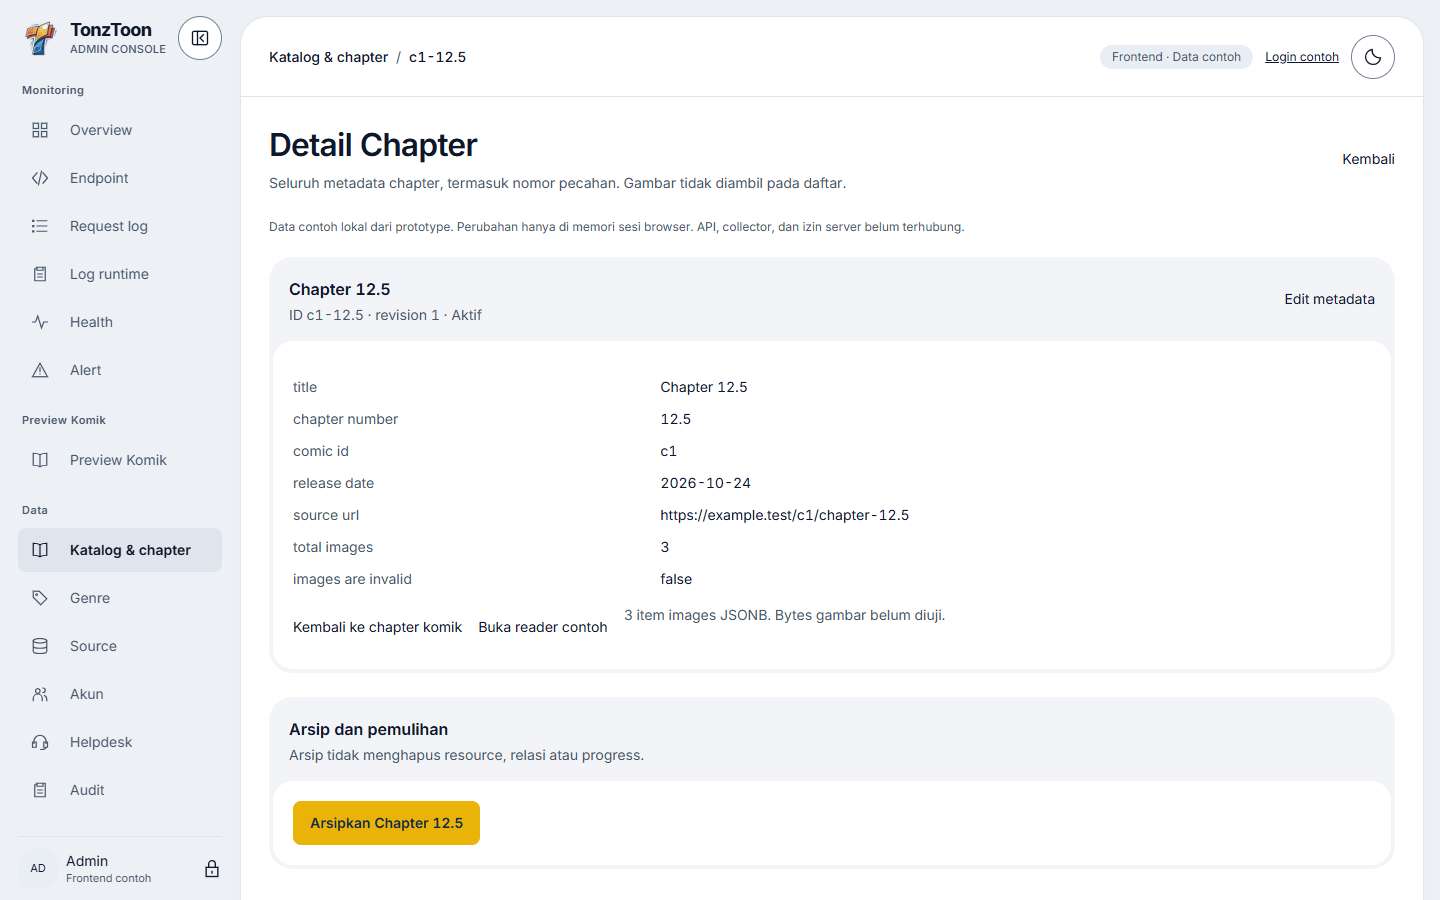 TonzToon
ADMIN CONSOLE
Monitoring
Overview
Endpoint
Request log
Log runtime
Health
Alert
Preview Komik
Preview Komik
Data
Katalog & chapter
Genre
Source
Akun
Helpdesk
Audit
AD
Admin
Frontend contoh
Katalog & chapter / c1-12.5
Frontend · Data contoh
Login contoh
Detail Chapter
Seluruh metadata chapter, termasuk nomor pecahan. Gambar tidak diambil pada daftar.
Kembali
Data contoh lokal dari prototype. Perubahan hanya di memori sesi browser. API, collector, dan izin server belum terhubung.
Chapter 12.5
ID c1-12.5 · revision 1 · Aktif
Edit metadata
title Chapter 12.5
chapter number 12.5
comic id c1
release date 2026-10-24
source url https://example.test/c1/chapter-12.5
total images 3
images are invalid false
Kembali ke chapter komik Buka reader contoh 3 item images JSONB. Bytes gambar belum diuji.
Arsip dan pemulihan
Arsip tidak menghapus resource, relasi atau progress.
Arsipkan Chapter 12.5